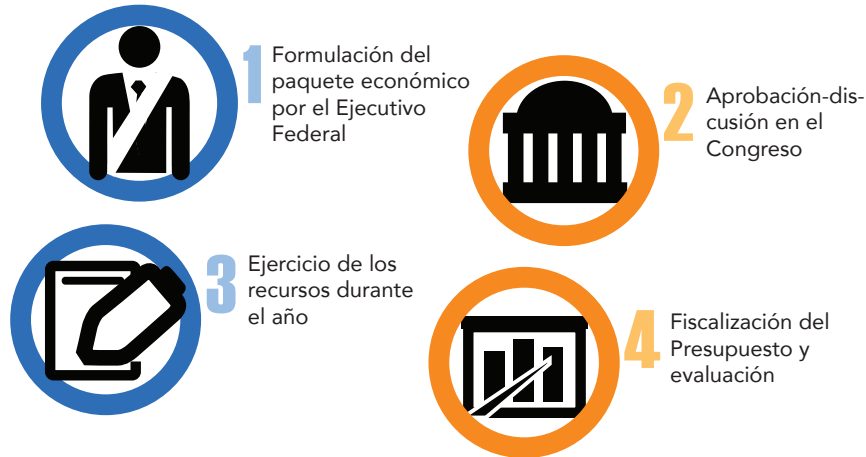 1
Formulación del
paquete económico
por el Ejecutivo
Federal
2
Aprobación-dis-
cusión en el
Congreso
3
Ejercicio de los
recursos durante
el año
4
Fiscalización del
Presupuesto y
evaluación